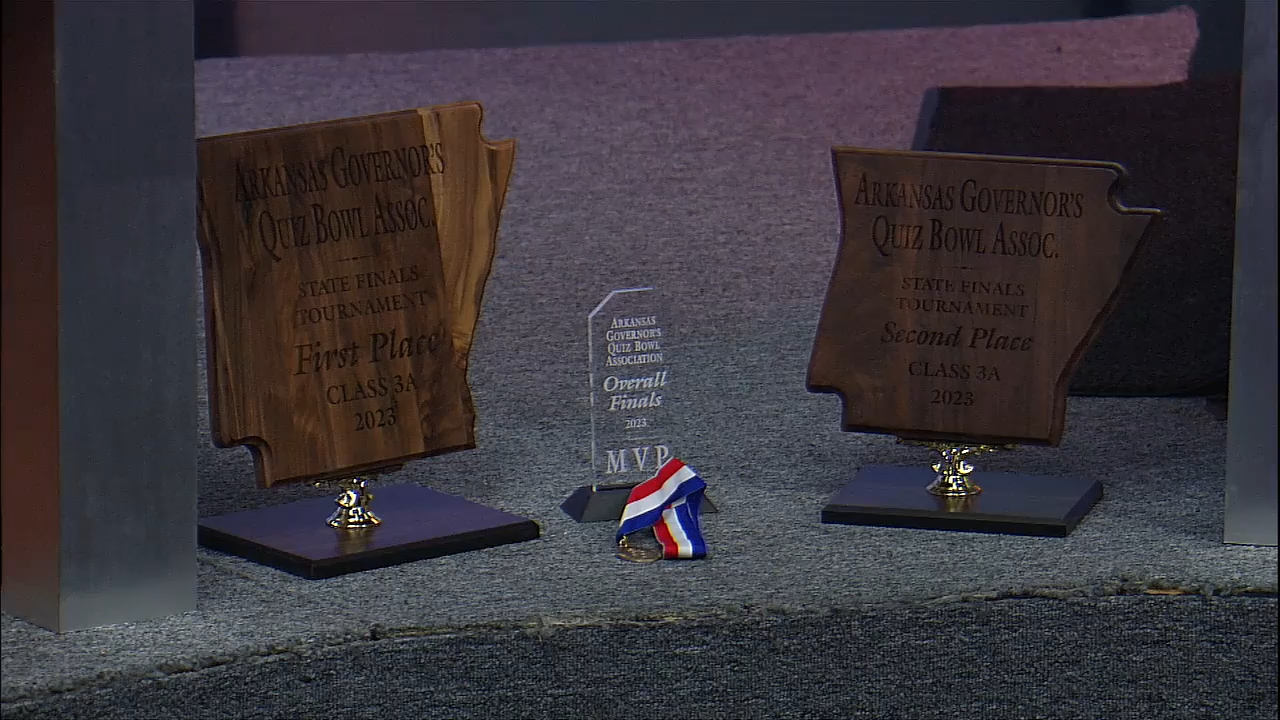 ARKANSAS GOVERNOR'S
QUIZ BOWL ASSOC.
STATE FINALS
TOURNAMENT
First Place
CLASS 3A
2023
ARKANSAS
GOVERNOR'S
QUIZ BOWL
ASSOCIATION
Overall
Finals
2023
MVP
ARKANSAS GOVERNOR'S
QUIZ BOWL ASSOC.
STATE FINALS
TOURNAMENT
Second Place
CLASS 3A
2023